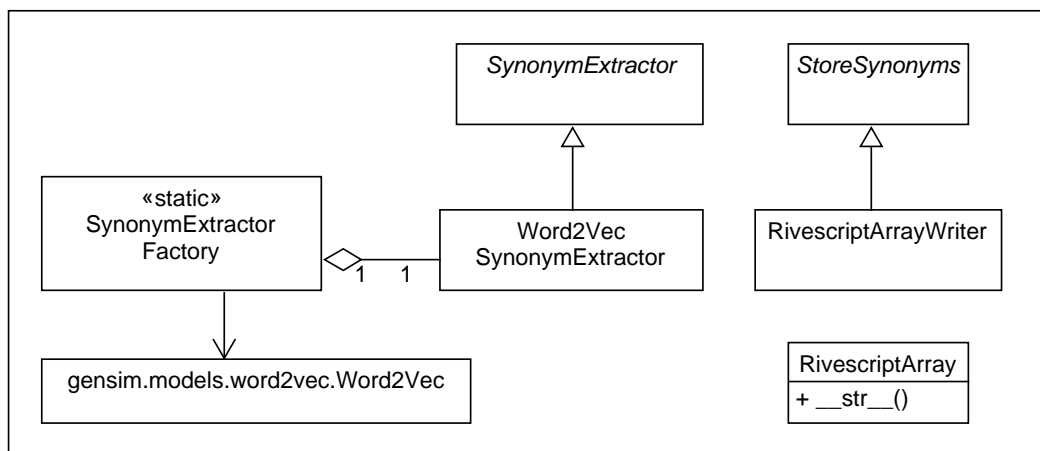 SynonymExtractor
StoreSynonyms
«static»
SynonymExtractor
Factory
1
1
Word2Vec
SynonymExtractor
RivescriptArrayWriter
gensim.models.word2vec.Word2Vec
RivescriptArray
+ __str__()